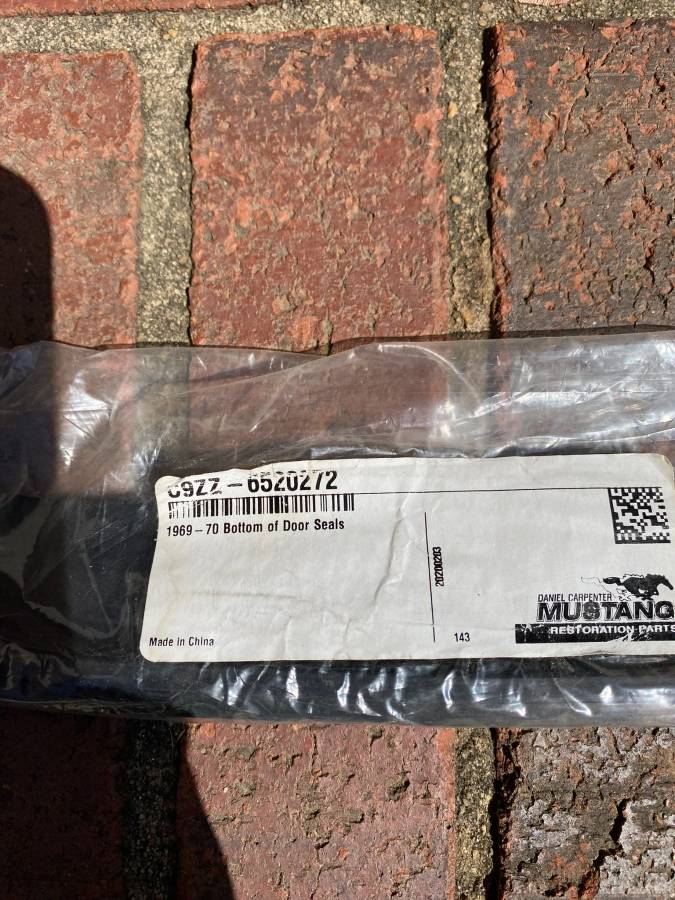 C9ZZ-6520272
1969-70 Bottom of Door Seals
20200203
Made in China
143
DANIEL CARPENTER
MUSTANG
RESTORATION PARTS